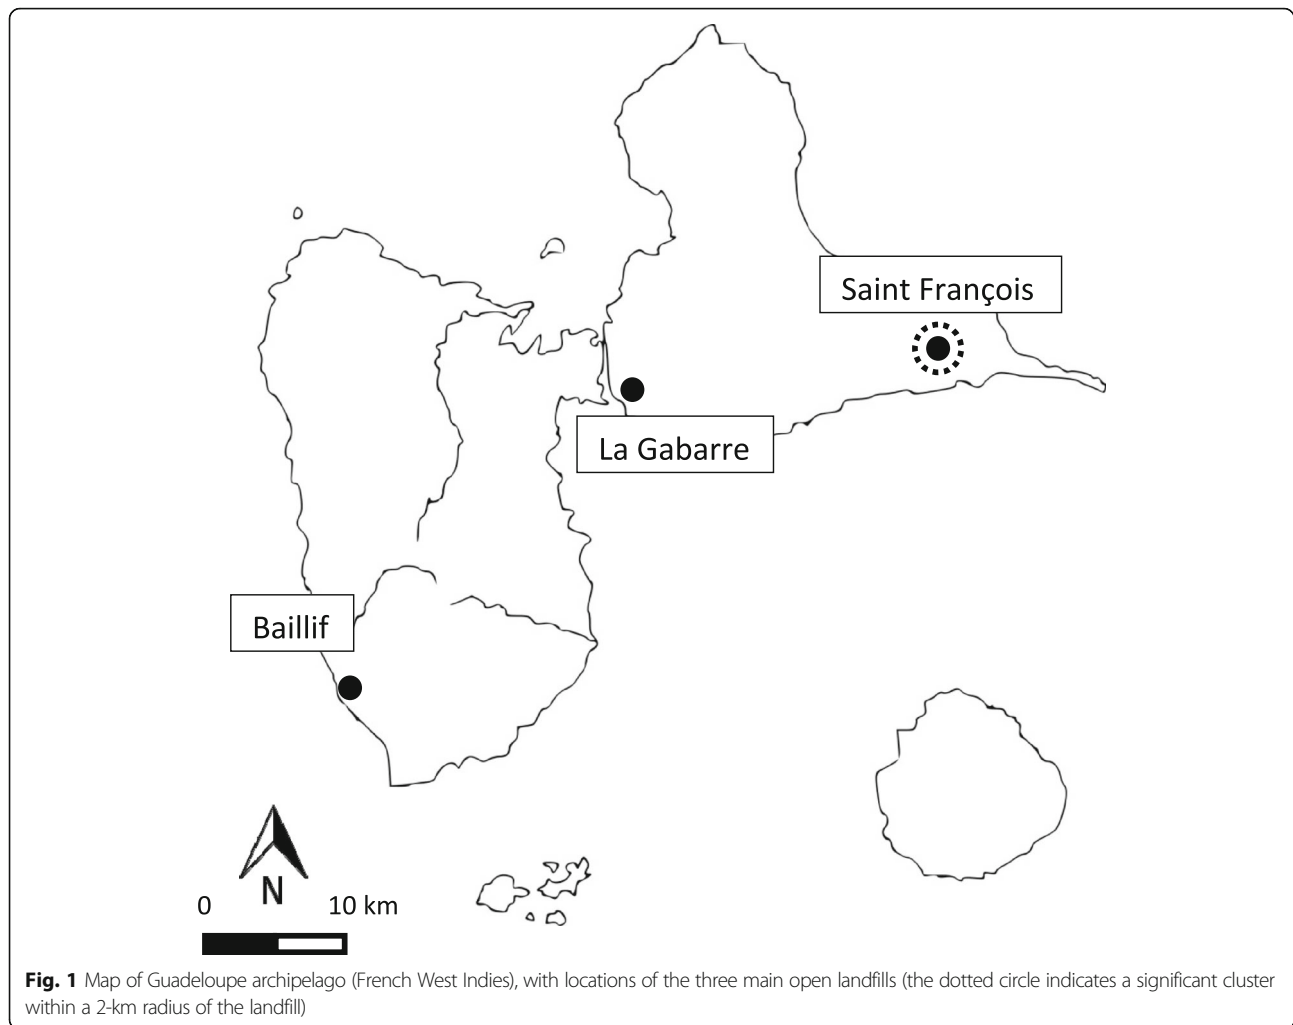 Saint François
La Gabarre
Baillif
N
0 10 km
Fig. 1 Map of Guadeloupe archipelago (French West Indies), with locations of the three main open landfills (the dotted circle indicates a significant cluster
within a 2-km radius of the landfill)